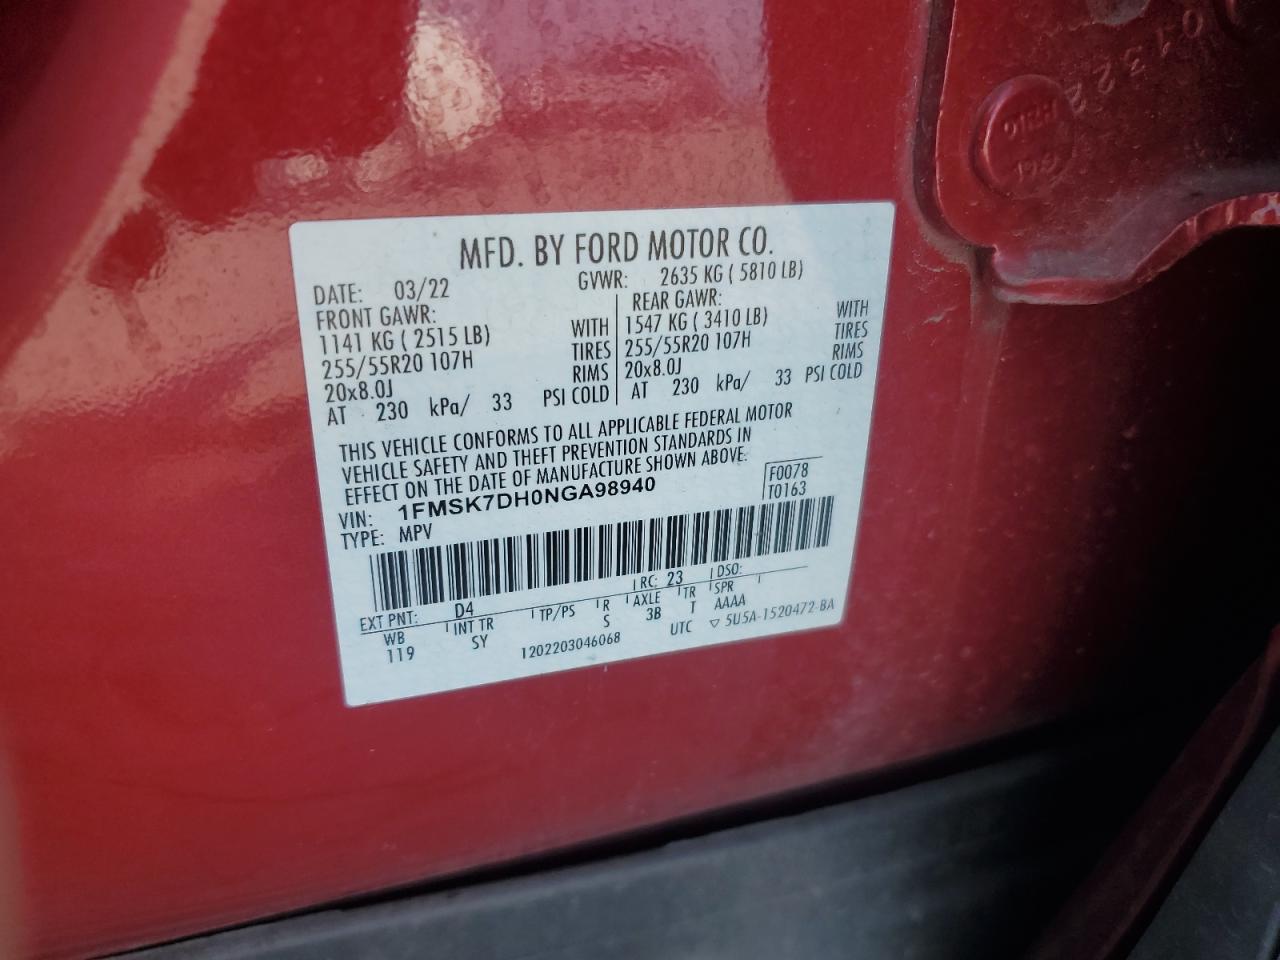 MFD. BY FORD MOTOR CO.
DATE: 03/22 GVWR: 2635 KG ( 5810 LB)
FRONT GAWR: REAR GAWR:
1141 KG ( 2515 LB) WITH 1547 KG ( 3410 LB) WITH
255/55R20 107H TIRES 255/55R20 107H TIRES
20x8.0J RIMS 20x8.0J RIMS
AT 230 kPa/ 33 PSI COLD AT 230 kPa/ 33 PSI COLD
THIS VEHICLE CONFORMS TO ALL APPLICABLE FEDERAL MOTOR
VEHICLE SAFETY AND THEFT PREVENTION STANDARDS IN
EFFECT ON THE DATE OF MANUFACTURE SHOWN ABOVE.
F0078
VIN: 1FMSK7DH0NGA98940 T0163
TYPE: MPV
EXT PNT: D4 RC: 23 DSO:
WB INT TR TP/PS R AXLE TR SPR
119 SY S 3B T AAAA
1202203046068 UTC ▽ 5U5A-1520472-BA